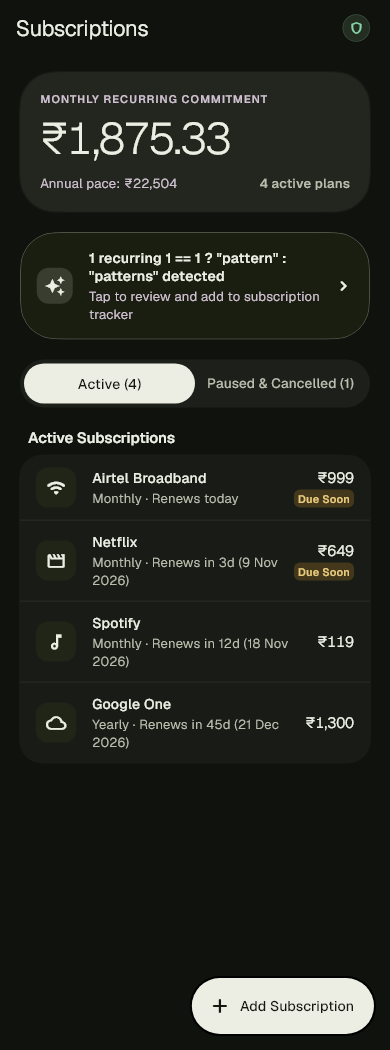 Subscriptions
MONTHLY RECURRING COMMITMENT
₹1,875.33
Annual pace: ₹22,504
4 active plans
1 recurring 1 == 1 ? "pattern" :
"patterns" detected
Tap to review and add to subscription
tracker
Active (4)
Paused & Cancelled (1)
Active Subscriptions
Airtel Broadband
₹999
Monthly · Renews today
Due Soon
Netflix
₹649
Monthly · Renews in 3d (9 Nov
2026)
Due Soon
Spotify
Monthly · Renews in 12d (18 Nov
2026)
₹119
Google One
Yearly · Renews in 45d (21 Dec
2026)
₹1,300
Add Subscription